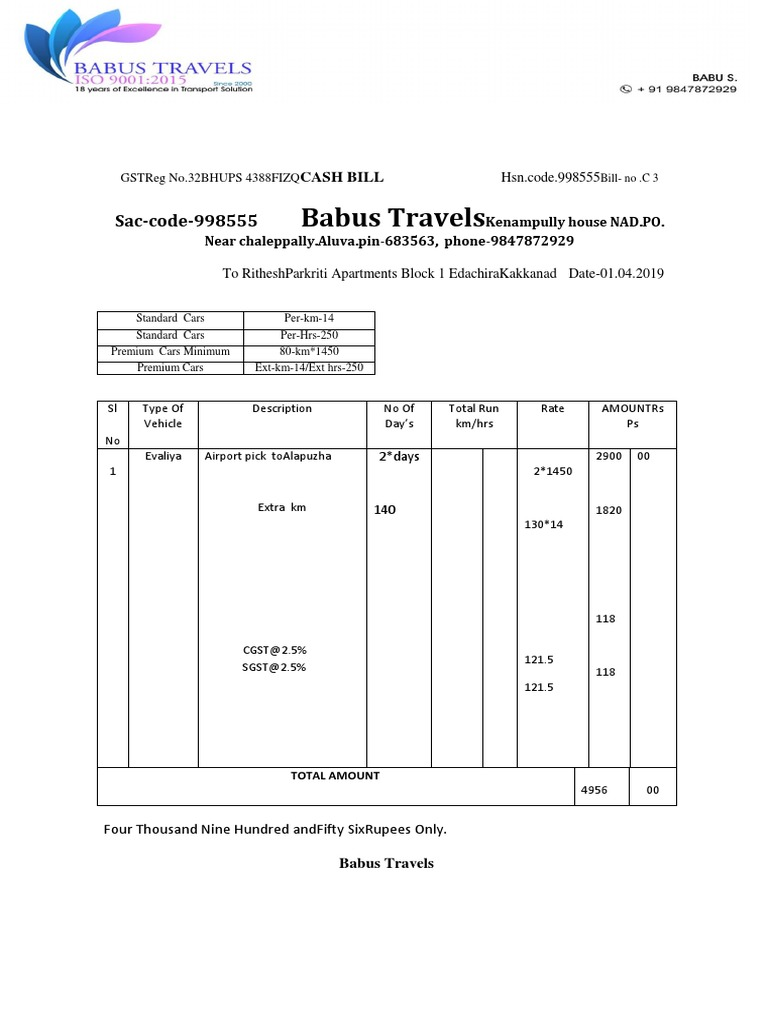 BABUS TRAVELS
ISO 9001:2015
Since 2000
18 years of Excellence in Transport Solution
BABU S.
+ 91 9847872929
GSTReg No.32BHUPS 4388FIZQCASH BILL Hsn.code.998555Bill- no .C 3
Sac-code-998555 Babus TravelsKenampully house NAD.PO.
Near chaleppally.Aluva.pin-683563, phone-9847872929
To RitheshParkriti Apartments Block 1 EdachiraKakkanad Date-01.04.2019
Standard Cars Per-km-14
Standard Cars Per-Hrs-250
Premium Cars Minimum 80-km*1450
Premium Cars Ext-km-14/Ext hrs-250
Sl Type Of Description No Of Total Run Rate AMOUNTRs
Vehicle Day's km/hrs Ps
No
Evaliya Airport pick toAlapuzha 2*days 2900 00
1 2*1450
Extra km 140 1820
130*14
118
CGST@2.5%
121.5
SGST@2.5%
118
121.5
TOTAL AMOUNT
4956 00
Four Thousand Nine Hundred andFifty SixRupees Only.
Babus Travels